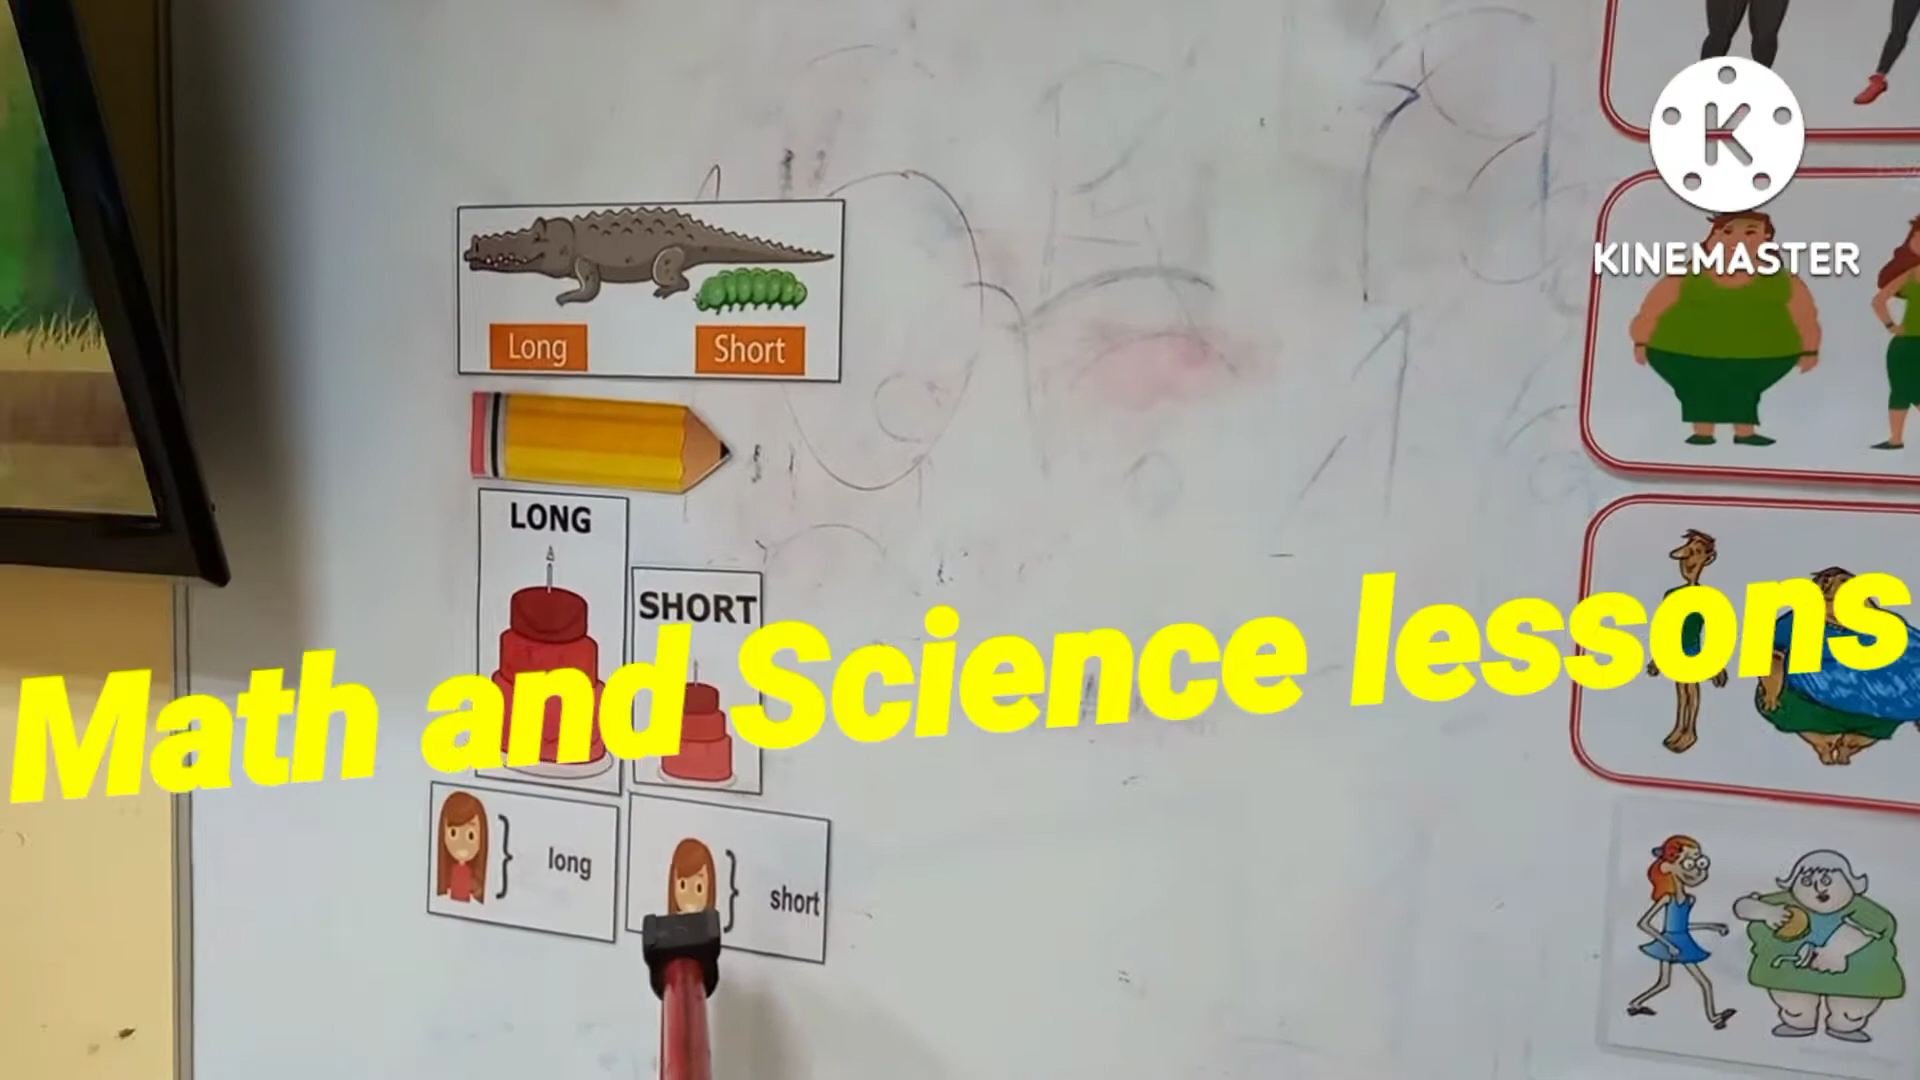 K
KINEMASTER
Long
Short
LONG
SHORT
Math and Science lessons
long
short